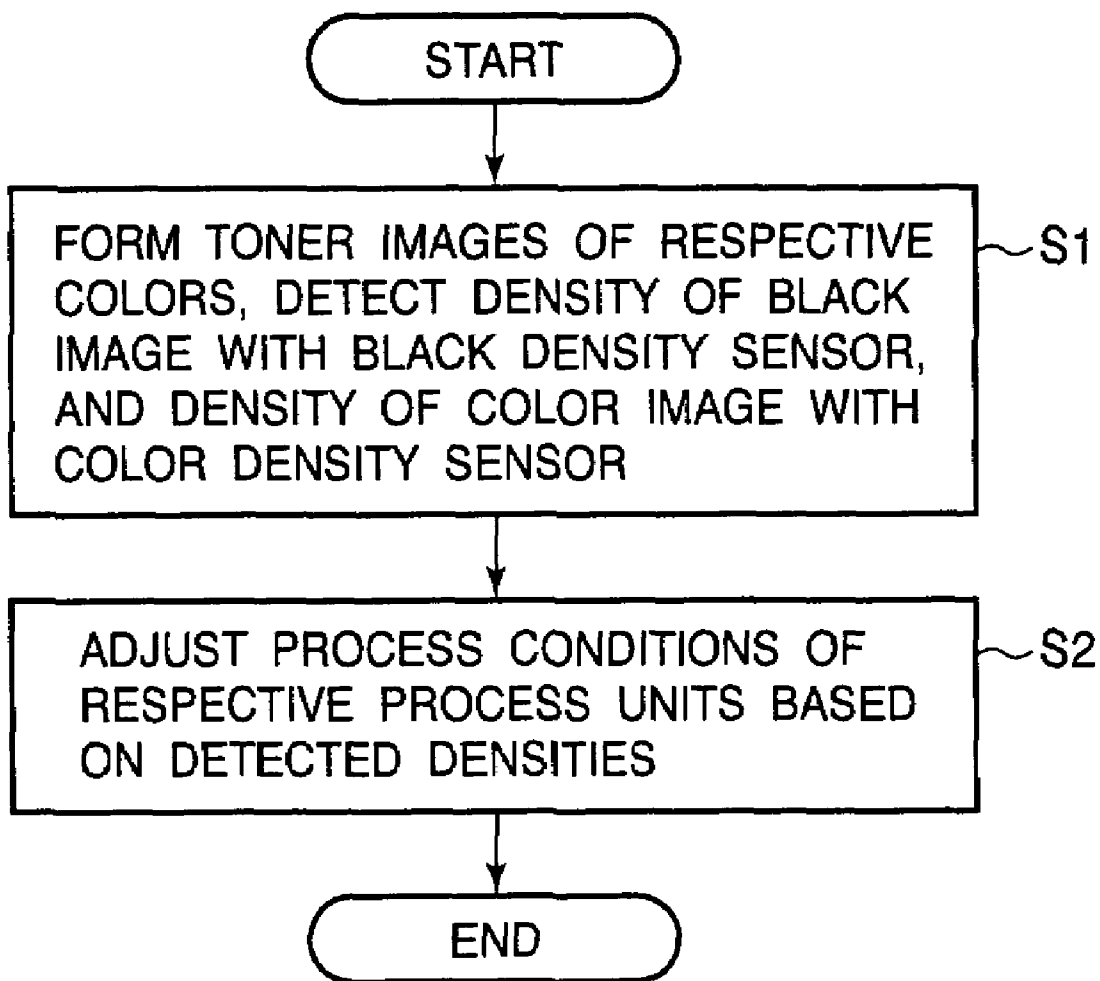 START
FORM TONER IMAGES OF RESPECTIVE
COLORS, DETECT DENSITY OF BLACK
IMAGE WITH BLACK DENSITY SENSOR,
AND DENSITY OF COLOR IMAGE WITH
COLOR DENSITY SENSOR
S1
ADJUST PROCESS CONDITIONS OF
RESPECTIVE PROCESS UNITS BASED
ON DETECTED DENSITIES
S2
END